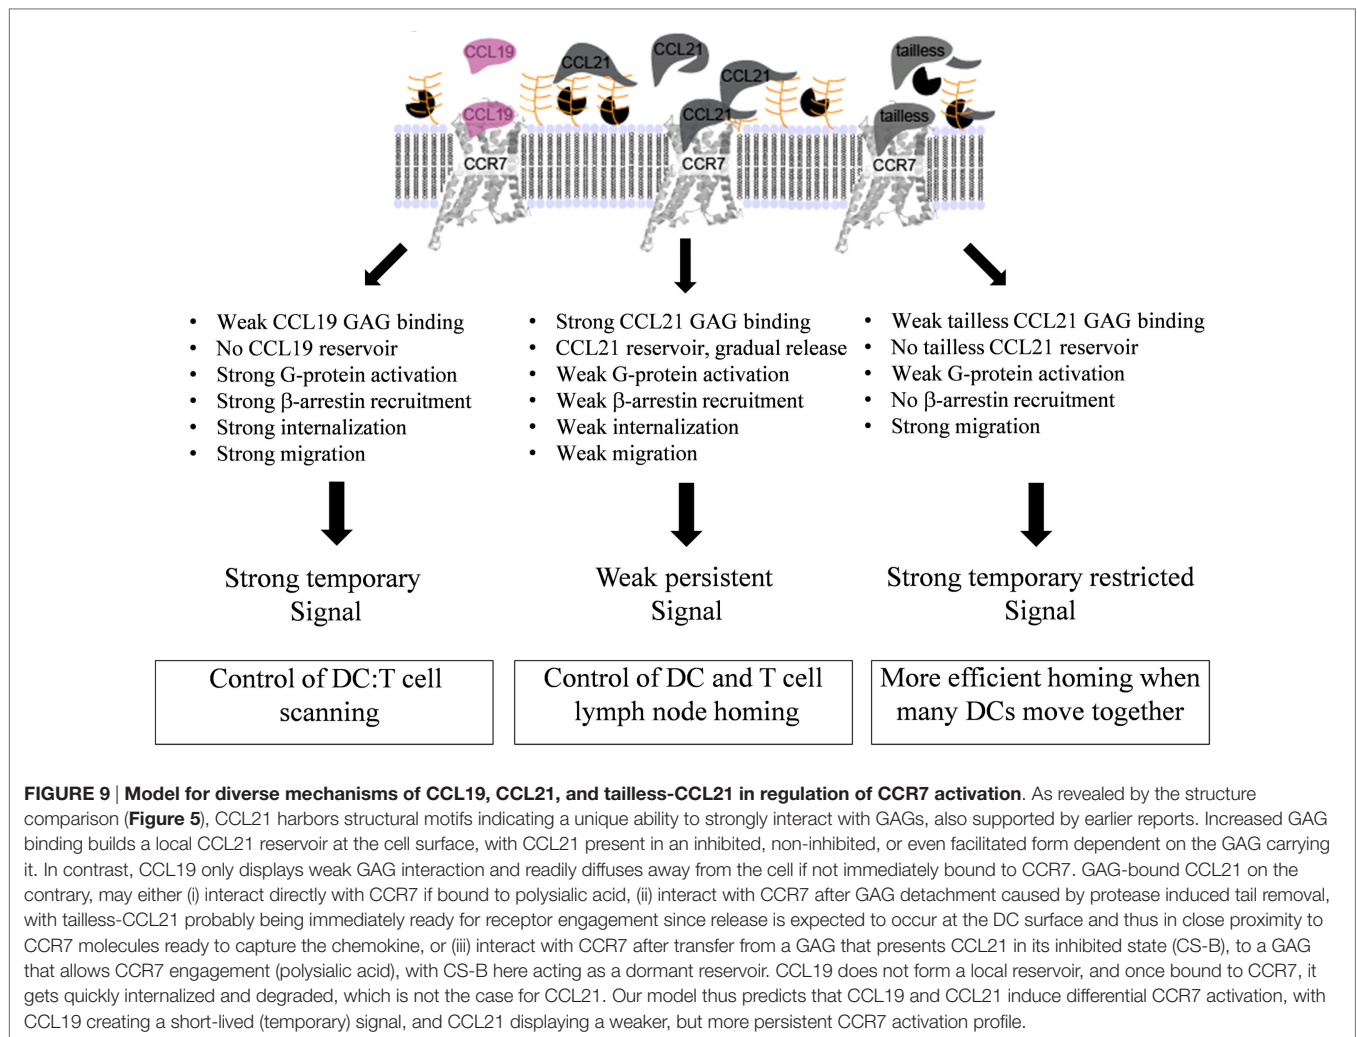 CCL19
CCL21
CCL21
CCL21
tailless
CCL19
CCL21
tailless
CCR7
CCR7
CCR7
• Weak CCL19 GAG binding
• No CCL19 reservoir
• Strong G-protein activation
• Strong β-arrestin recruitment
• Strong internalization
• Strong migration
• Strong CCL21 GAG binding
• CCL21 reservoir, gradual release
• Weak G-protein activation
• Weak β-arrestin recruitment
• Weak internalization
• Weak migration
• Weak tailless CCL21 GAG binding
• No tailless CCL21 reservoir
• Weak G-protein activation
• No β-arrestin recruitment
• Strong migration
Strong temporary
Signal
Weak persistent
Signal
Strong temporary restricted
Signal
Control of DC:T cell
scanning
Control of DC and T cell
lymph node homing
More efficient homing when
many DCs move together
FIGURE 9 | Model for diverse mechanisms of CCL19, CCL21, and tailless-CCL21 in regulation of CCR7 activation. As revealed by the structure
comparison (Figure 5), CCL21 harbors structural motifs indicating a unique ability to strongly interact with GAGs, also supported by earlier reports. Increased GAG
binding builds a local CCL21 reservoir at the cell surface, with CCL21 present in an inhibited, non-inhibited, or even facilitated form dependent on the GAG carrying
it. In contrast, CCL19 only displays weak GAG interaction and readily diffuses away from the cell if not immediately bound to CCR7. GAG-bound CCL21 on the
contrary, may either (i) interact directly with CCR7 if bound to polysialic acid, (ii) interact with CCR7 after GAG detachment caused by protease induced tail removal,
with tailless-CCL21 probably being immediately ready for receptor engagement since release is expected to occur at the DC surface and thus in close proximity to
CCR7 molecules ready to capture the chemokine, or (iii) interact with CCR7 after transfer from a GAG that presents CCL21 in its inhibited state (CS-B), to a GAG
that allows CCR7 engagement (polysialic acid), with CS-B here acting as a dormant reservoir. CCL19 does not form a local reservoir, and once bound to CCR7, it
gets quickly internalized and degraded, which is not the case for CCL21. Our model thus predicts that CCL19 and CCL21 induce differential CCR7 activation, with
CCL19 creating a short-lived (temporary) signal, and CCL21 displaying a weaker, but more persistent CCR7 activation profile.